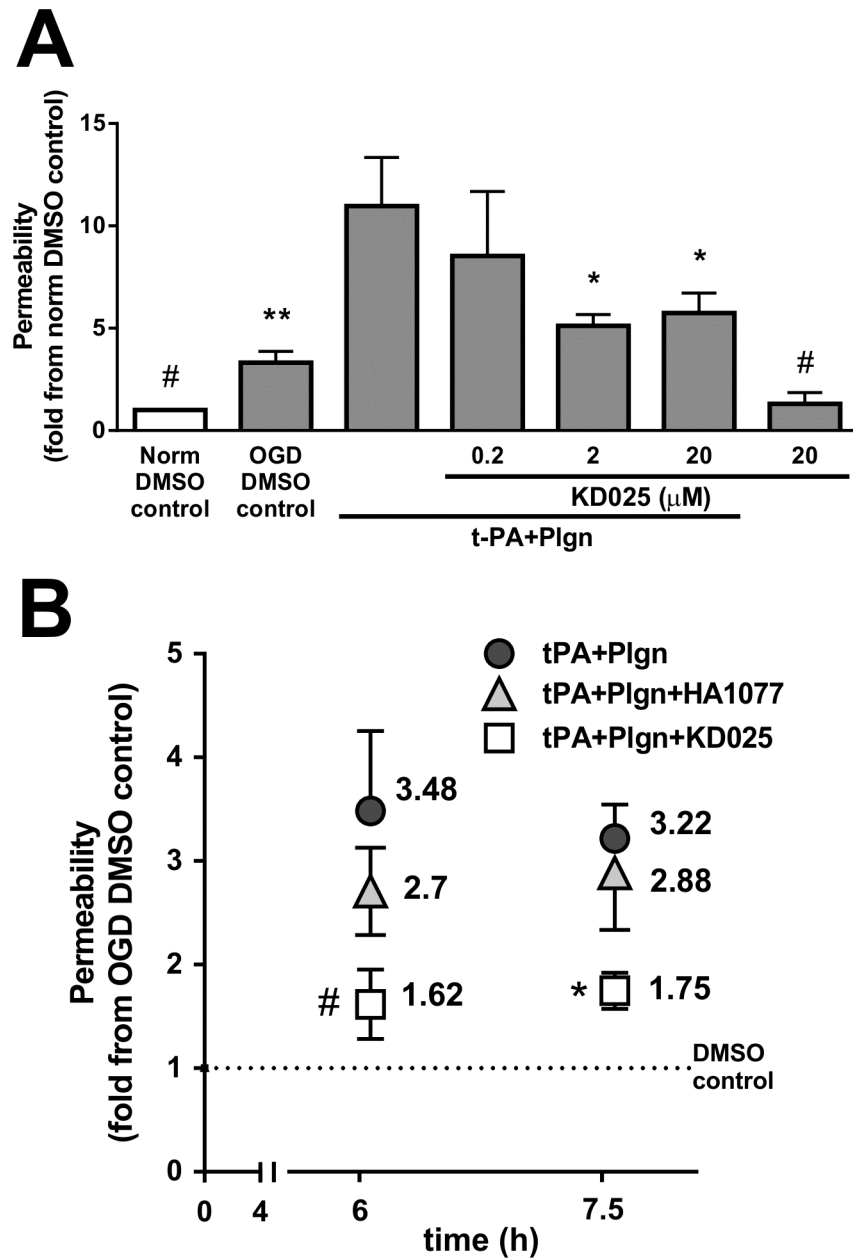 A
Permeability
(fold from norm DMSO control)
15
10
5
0
#
**
*
*
#
Norm
DMSO
control
OGD
DMSO
control
0.2
2
20
20
KD025 (μM)
t-PA+Plgn
B
Permeability
(fold from OGD DMSO control)
5
4
3
2
1
0
tPA+Plgn
tPA+Plgn+HA1077
tPA+Plgn+KD025
3.48
2.7
# 1.62
3.22
2.88
* 1.75
DMSO
control
0 4 6 7.5
time (h)